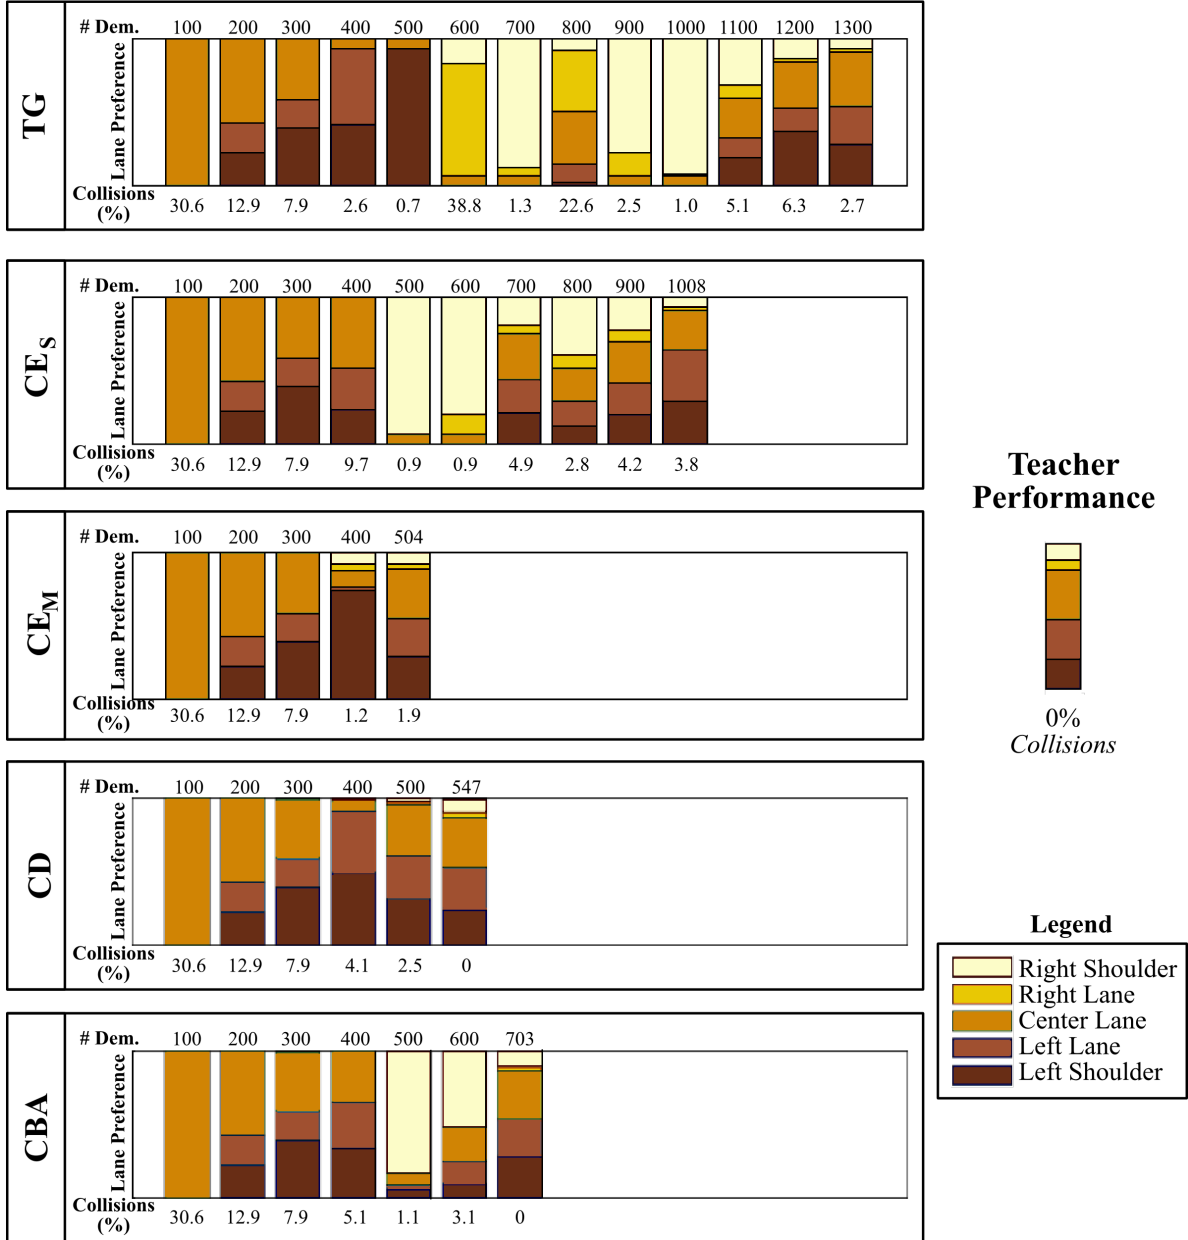 TG
# Dem. 100 200 300 400 500 600 700 800 900 1000 1100 1200 1300
Lane Preference
Collisions
(%)
30.6 12.9 7.9 2.6 0.7 38.8 1.3 22.6 2.5 1.0 5.1 6.3 2.7
CE S
# Dem. 100 200 300 400 500 600 700 800 900 1008
Lane Preference
Collisions
(%)
30.6 12.9 7.9 9.7 0.9 0.9 4.9 2.8 4.2 3.8
CE M
# Dem. 100 200 300 400 504
Lane Preference
Collisions
(%)
30.6 12.9 7.9 1.2 1.9
CD
# Dem. 100 200 300 400 500 547
Lane Preference
Collisions
(%)
30.6 12.9 7.9 4.1 2.5 0
CBA
# Dem. 100 200 300 400 500 600 703
Lane Preference
Collisions
(%)
30.6 12.9 7.9 5.1 1.1 3.1 0
Teacher
Performance
0%
Collisions
Legend
Right Shoulder
Right Lane
Center Lane
Left Lane
Left Shoulder